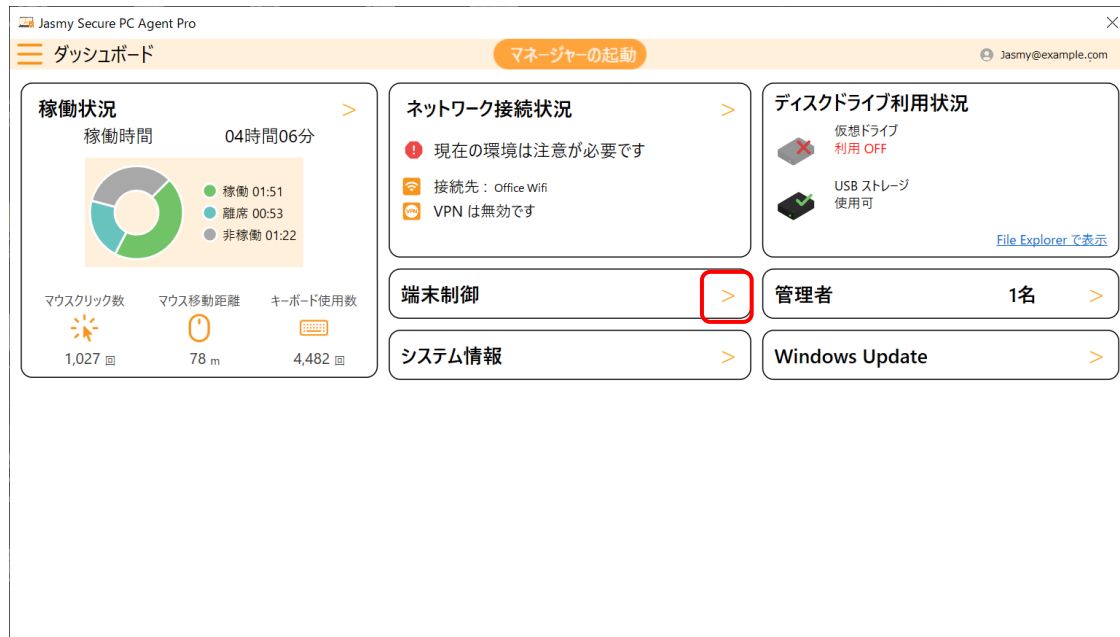 Jasmy Secure PC Agent Pro
ダッシュボード
マネージャーの起動
Jasmy@example.com
稼働状況 >
稼働時間 04時間06分
稼働 01:51
離席 00:53
非稼働 01:22
マウスクリック数 マウス移動距離 キーボード使用数
1,027 回 78 m 4,482 回
ネットワーク接続状況 >
現在の環境は注意が必要です
接続先 : Office Wifi
VPN
VPN は無効です
ディスクドライブ利用状況
仮想ドライブ
利用 OFF
USB ストレージ
使用可
File Explorer で表示
端末制御 >
管理者 1名 >
システム情報 >
Windows Update >